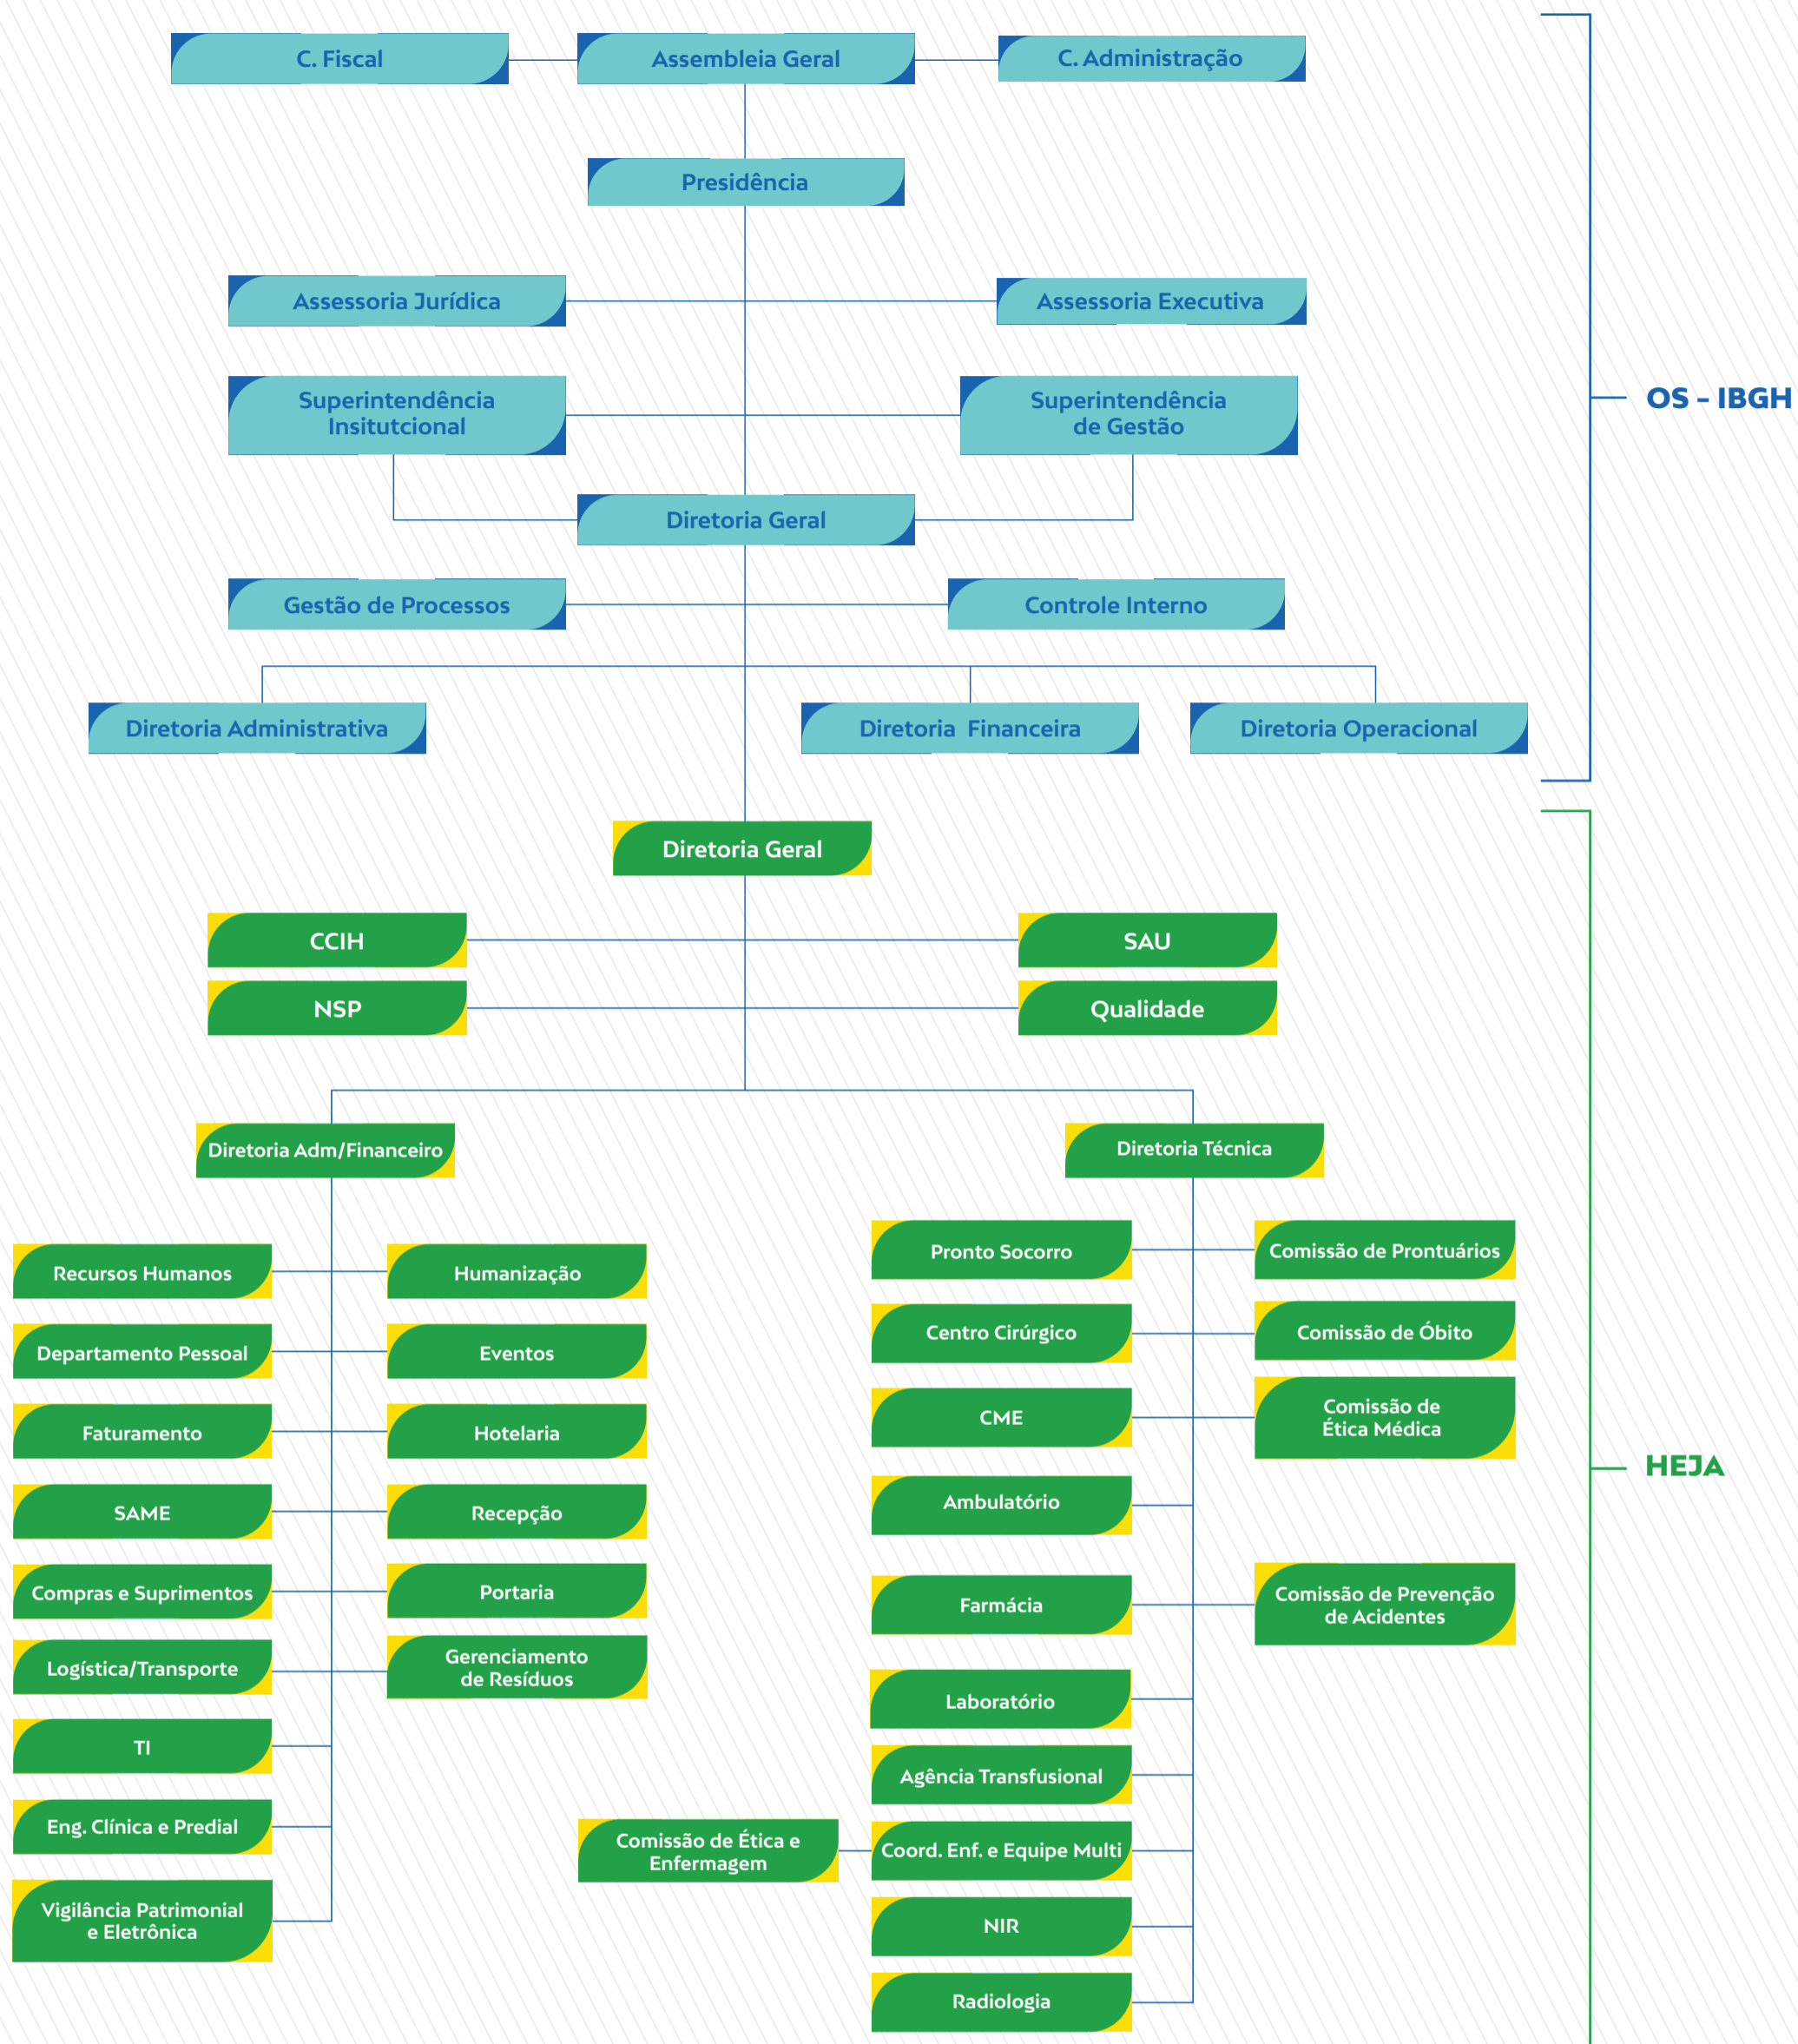 C. Fiscal
Assembleia Geral
C. Administração
Presidência
Assessoria Jurídica
Assessoria Executiva
Superintendência
Insitutcional
Superintendência
de Gestão
OS - IBGH
Diretoria Geral
Gestão de Processos
Controle Interno
Diretoria Administrativa
Diretoria Financeira
Diretoria Operacional
Diretoria Geral
CCIH
SAU
NSP
Qualidade
Diretoria Adm/Financeiro
Diretoria Técnica
Recursos Humanos
Humanização
Departamento Pessoal
Eventos
Faturamento
Hotelaria
SAME
Recepção
Compras e Suprimentos
Portaria
Logística/Transporte
Gerenciamento
de Resíduos
TI
Eng. Clínica e Predial
Vigilância Patrimonial
e Eletrônica
Pronto Socorro
Comissão de Prontuários
Centro Cirúrgico
Comissão de Óbito
CME
Comissão de
Ética Médica
HEJA
Ambulatório
Farmácia
Comissão de Prevenção
de Acidentes
Laboratório
Agência Transfusional
Comissão de Ética e
Enfermagem
Coord. Enf. e Equipe Multi
NIR
Radiologia